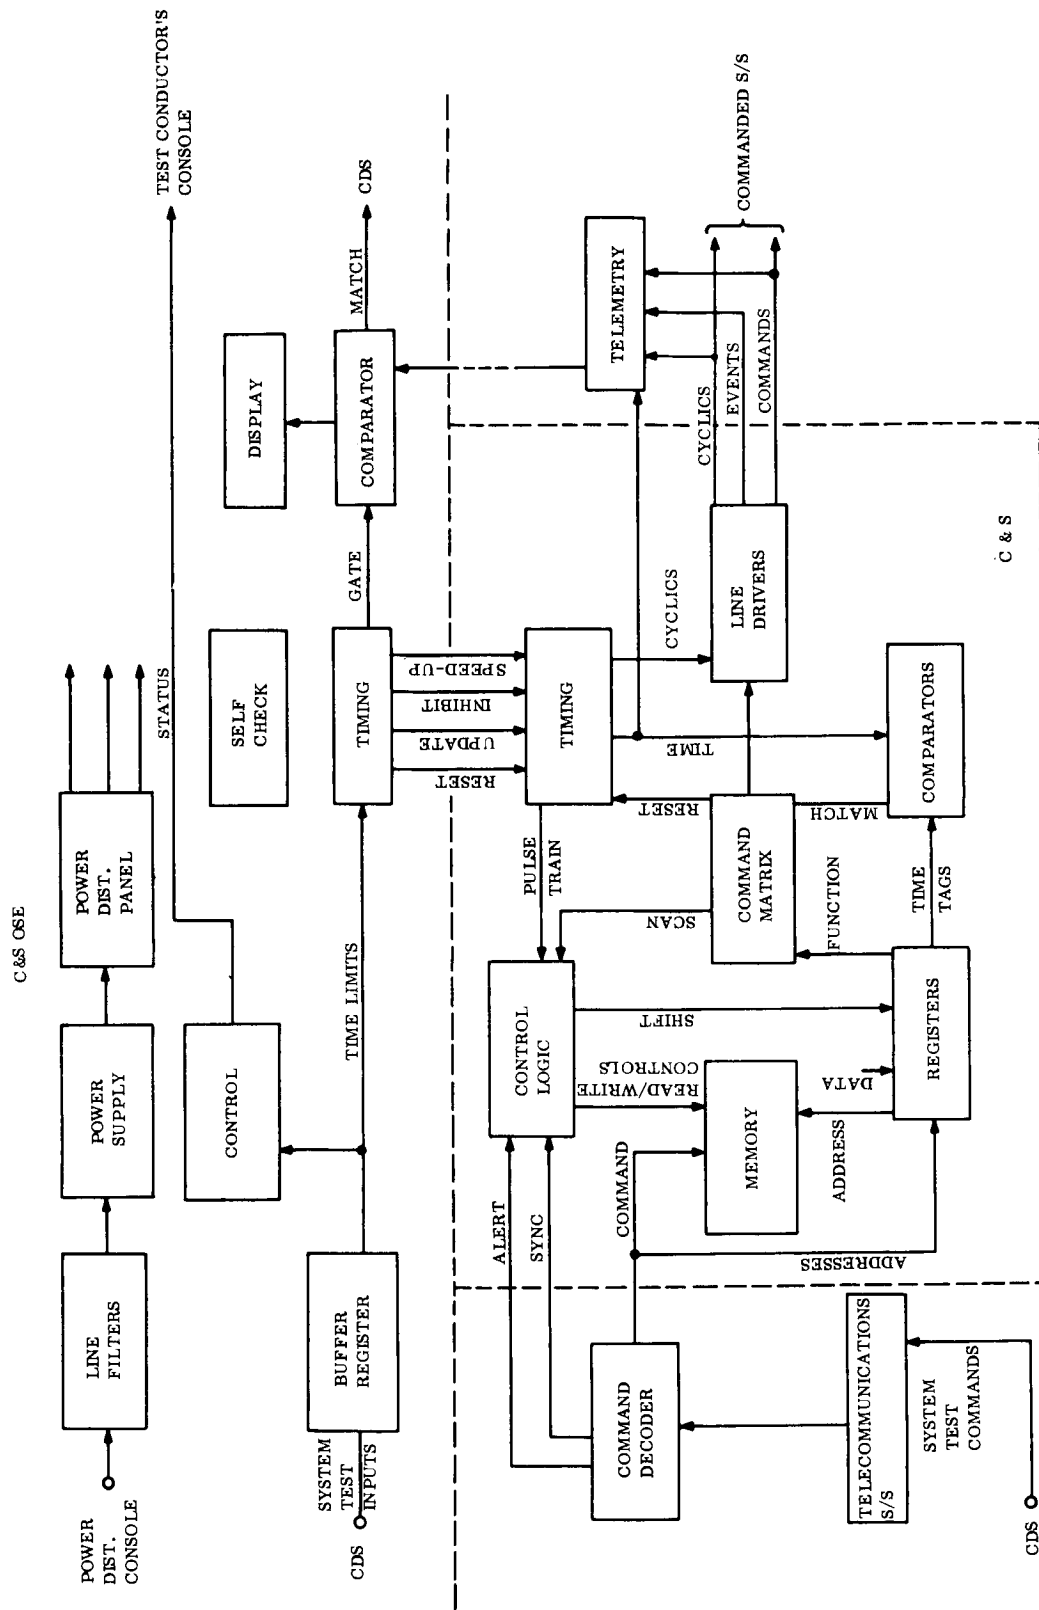 C&S OSE
POWER
DIST.
CONSOLE
LINE
FILTERS
POWER
SUPPLY
POWER
DIST.
PANEL
STATUS
TEST CONDUCTOR'S
CONSOLE
CONTROL
SELF
CHECK
DISPLAY
CDS
SYSTEM
TEST
INPUTS
BUFFER
REGISTER
TIME LIMITS
TIMING
GATE
COMPARATOR
MATCH
CDS
RESET
UPDATE
INHIBIT
SPEED-UP
ALERT
SYNC
CONTROL
LOGIC
PULSE
TRAIN
TIMING
TELEMETRY
COMMAND
DECODER
COMMAND
READ/WRITE
CONTROLS
SHIFT
SCAN
RESET
TIME
CYCLICS
MEMORY
COMMAND
MATRIX
LINE
DRIVERS
CYCLICS
EVENTS
COMMANDS
COMMANDED S/S
ADDRESSES
ADDRESS
DATA
FUNCTION
MATCH
TELECOMMUNICATIONS
S/S
REGISTERS
TIME
TAGS
COMPARATORS
C & S
SYSTEM
TEST
COMMANDS
CDS